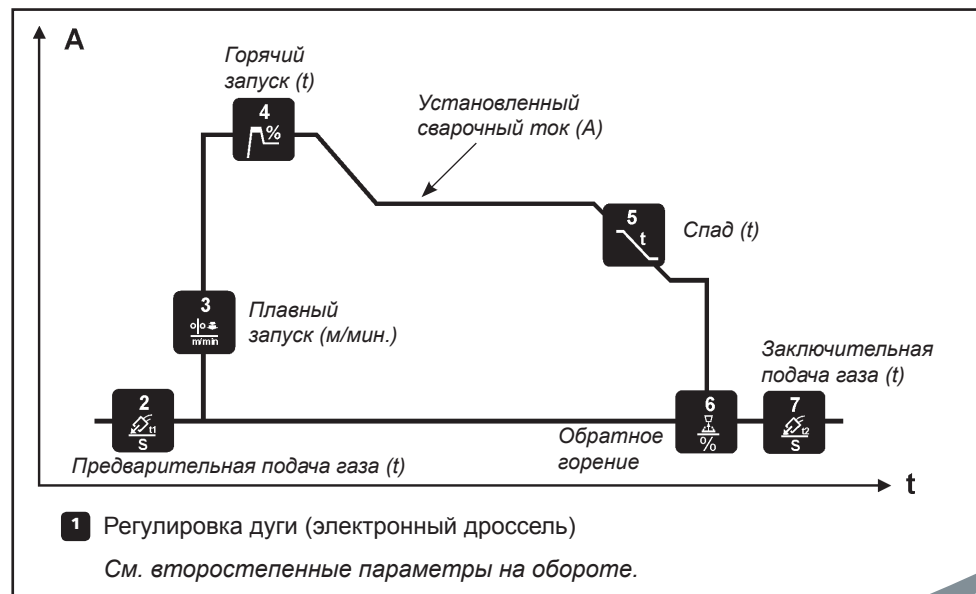 A
Горячий
запуск (t)
4
%
Установленный
сварочный ток (A)
5
t
Спад (t)
3
m/min
Плавный
запуск (м/мин.)
Заключительная
подача газа (t)
2
t1
S
6
%
7
t2
S
Обратное
горение
Предварительная подача газа (t)
t
1 Регулировка дуги (электронный дроссель)
См. второстепенные параметры на обороте.